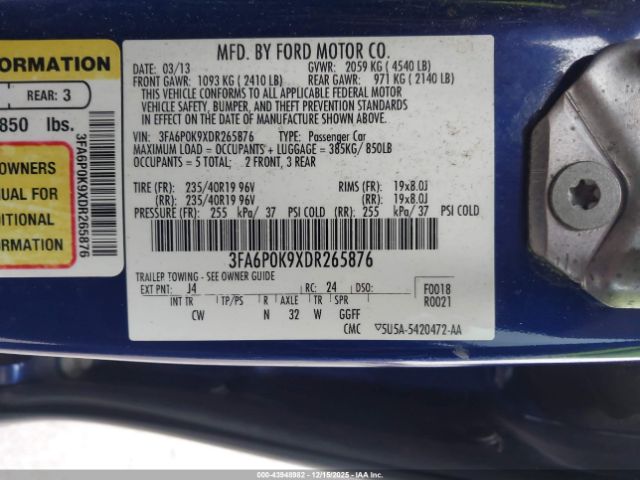 ORMATION
REAR: 3
850 lbs.
OWNERS
NUAL FOR
DITIONAL
FORMATION
3FA6P0K9XDR265876
MFD. BY FORD MOTOR CO.
DATE: 03/13 GVWR: 2059 KG ( 4540 LB)
FRONT GAWR: 1093 KG ( 2410 LB) REAR GAWR: 971 KG ( 2140 LB)
THIS VEHICLE CONFORMS TO ALL APPLICABLE FEDERAL MOTOR
VEHICLE SAFETY, BUMPER, AND THEFT PREVENTION STANDARDS
IN EFFECT ON THE DATE OF MANUFACTURE SHOWN ABOVE.
VIN: 3FA6P0K9XDR265876 TYPE: Passenger Car
MAXIMUM LOAD = OCCUPANTS + LUGGAGE = 385KG/ 850LB
OCCUPANTS = 5 TOTAL: 2 FRONT, 3 REAR
TIRE (FR): 235/40R19 96V RIMS (FR): 19x8.0J
(RR): 235/40R19 96V (RR): 19x8.0J
PRESSURE (FR): 255 kPa/ 37 PSI COLD (RR): 255 kPa/ 37 PSI COLD
3FA6P0K9XDR265876
TRAILER TOWING - SEE OWNER GUIDE
EXT PNT: J4 RC: 24 DSO: F0018
R0021
INT TR TP/PS R AXLE TR SPR
CW N 32 W GGFF
CMC ▽5U5A-5420472-AA
000-43948982 - 12/15/2025 - IAA Inc.